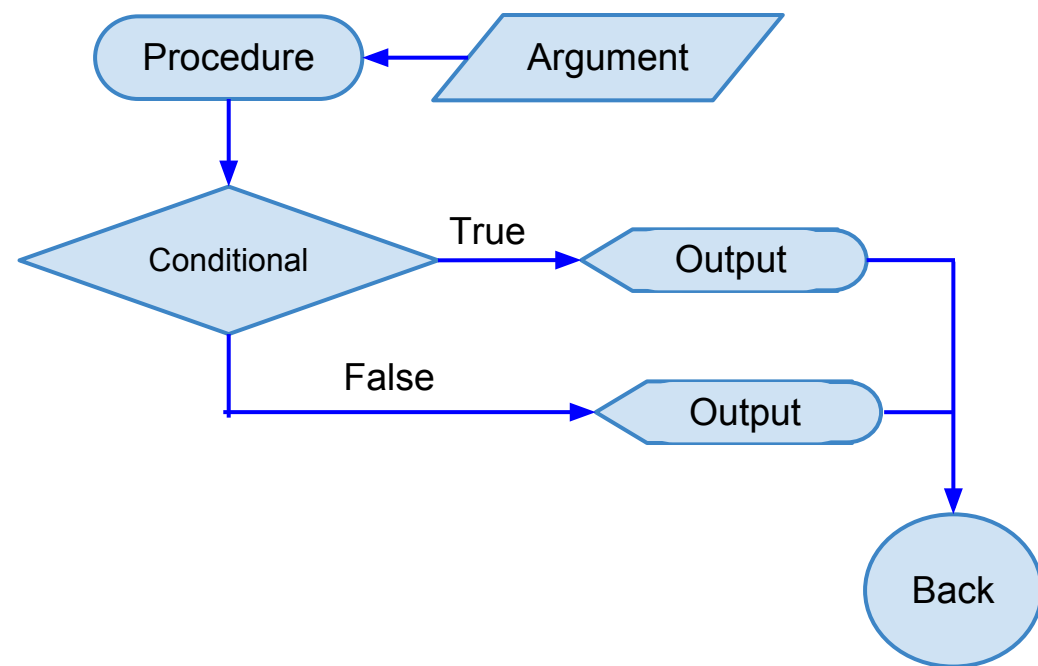 Procedure
Argument
Conditional
True
Output
False
Output
Back